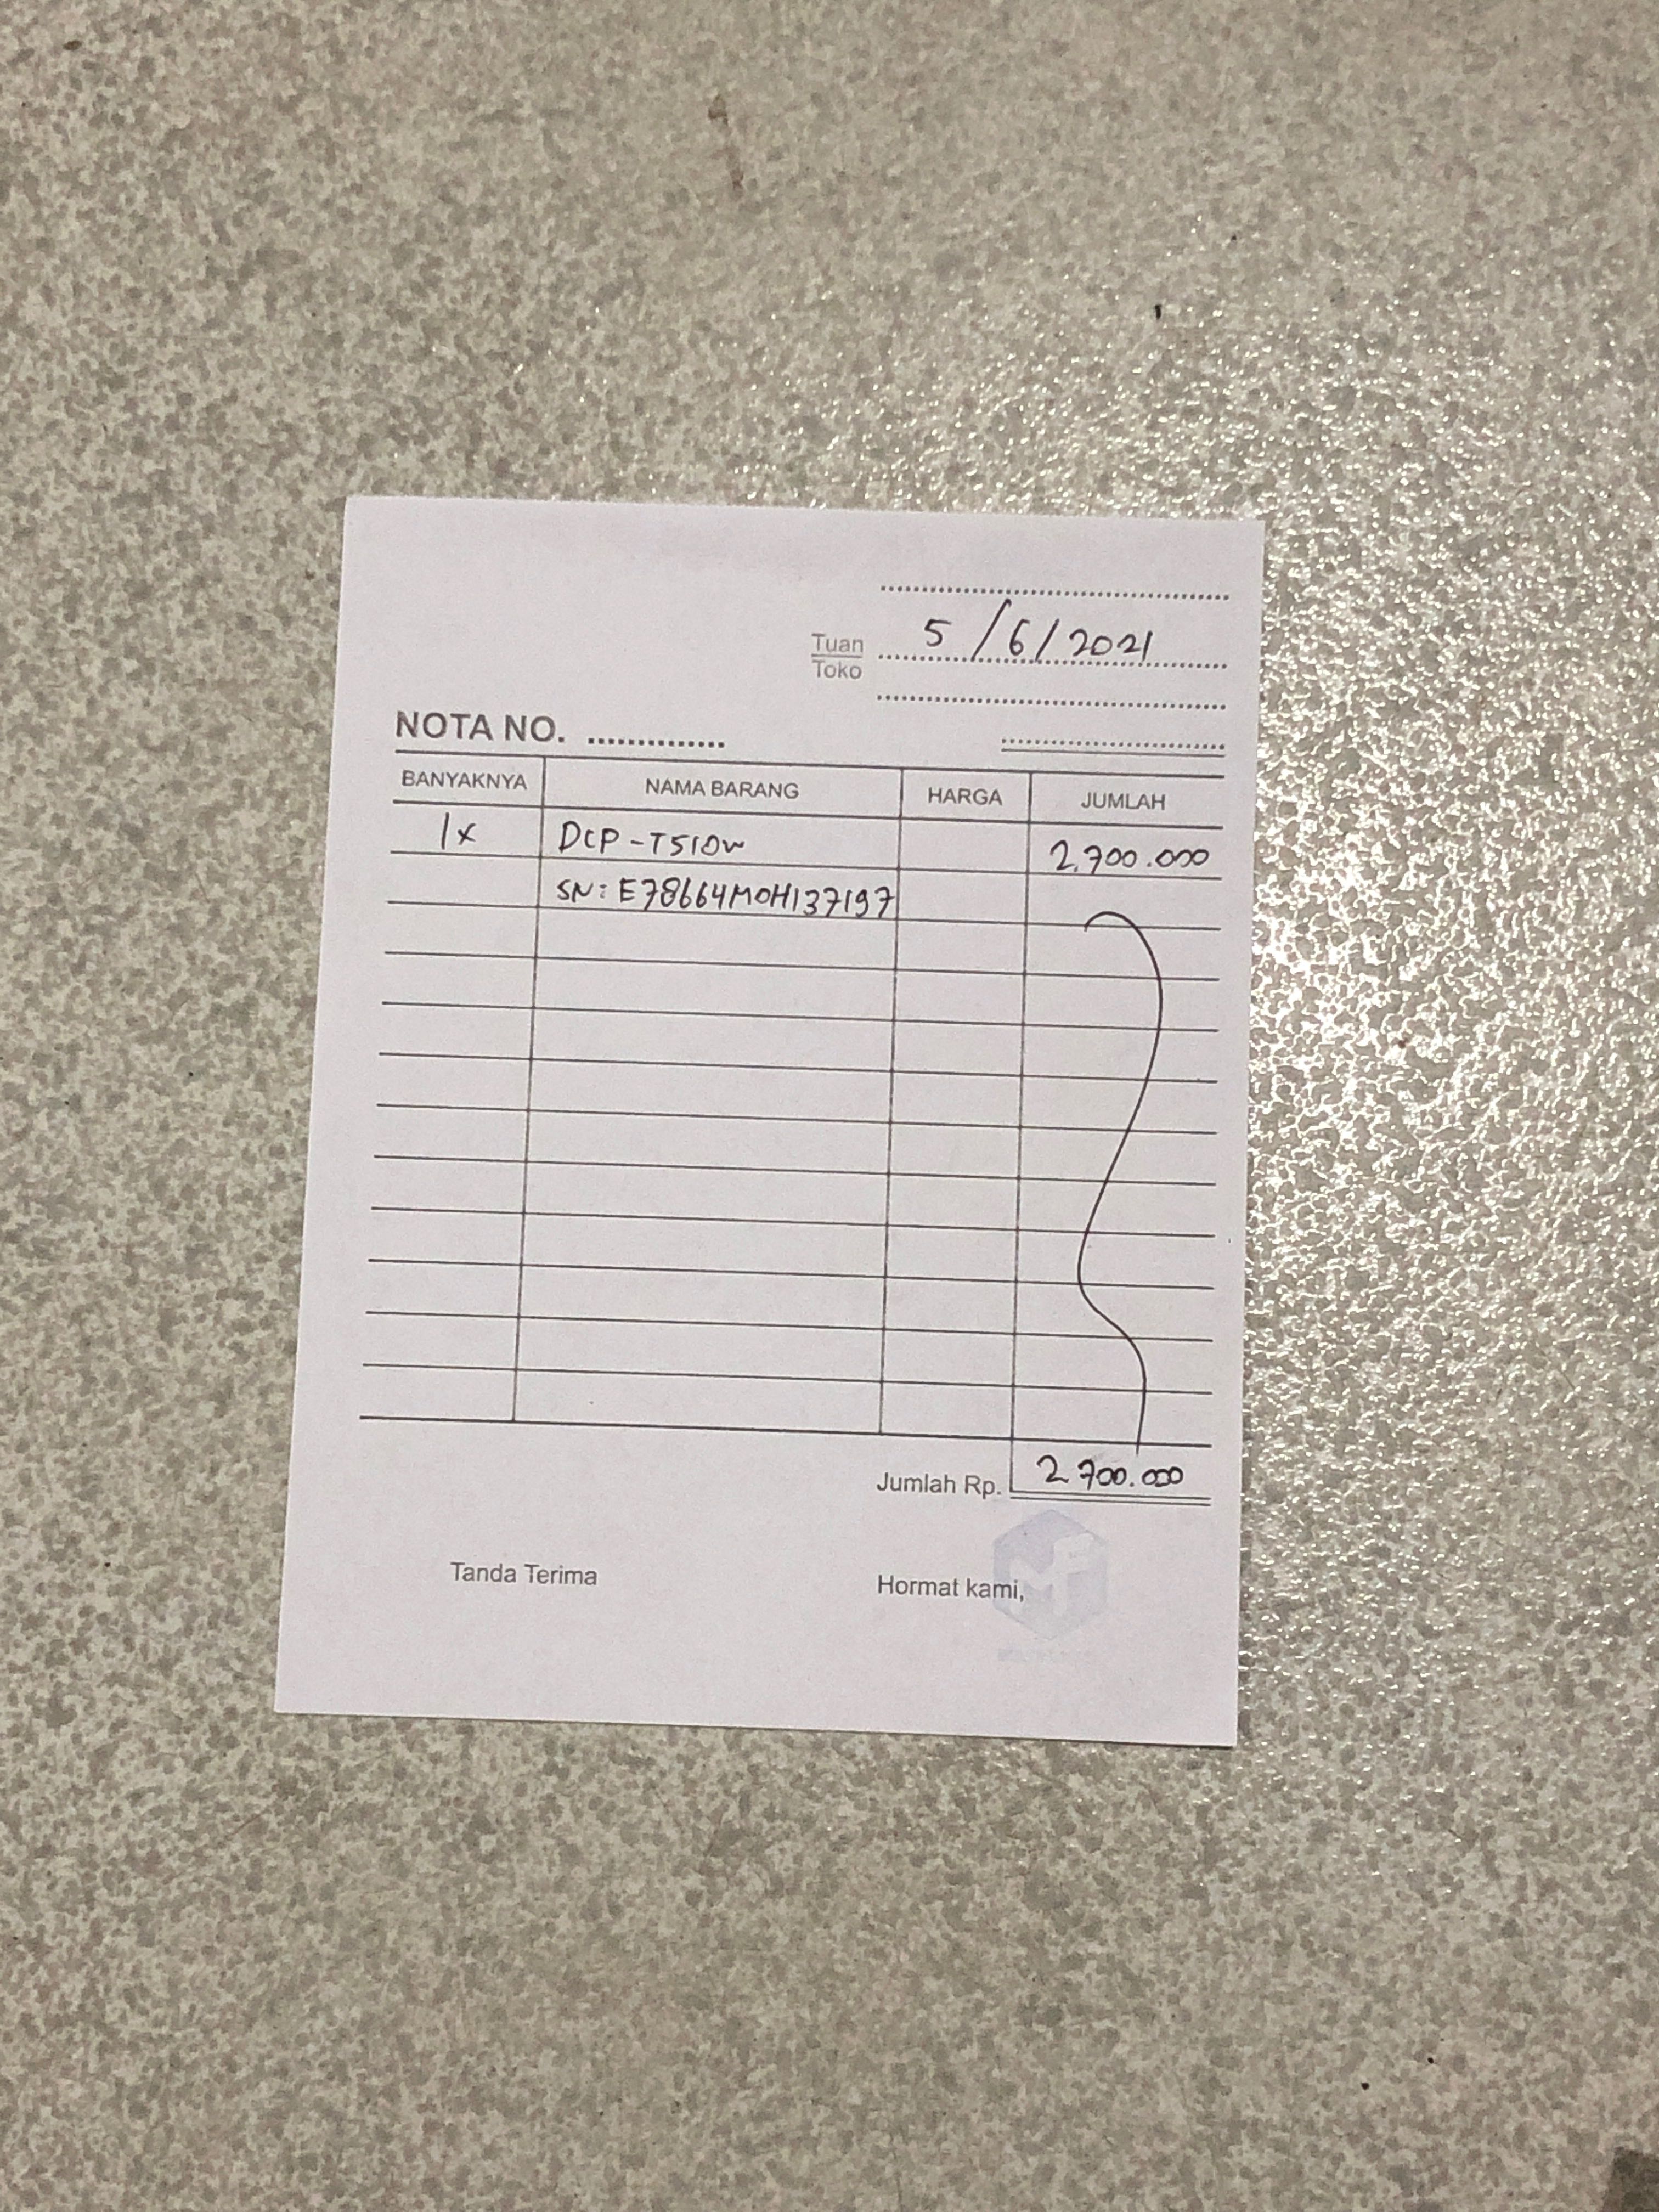 5/6/2021
Tuan
Toko
NOTA NO.
BANYAKNYA NAMA BARANG HARGA JUMLAH
1x DCP-T510w 2.700.000
SN: E78664M0H137197
Jumlah Rp. 2.700.000
Tanda Terima Hormat kami,
MF